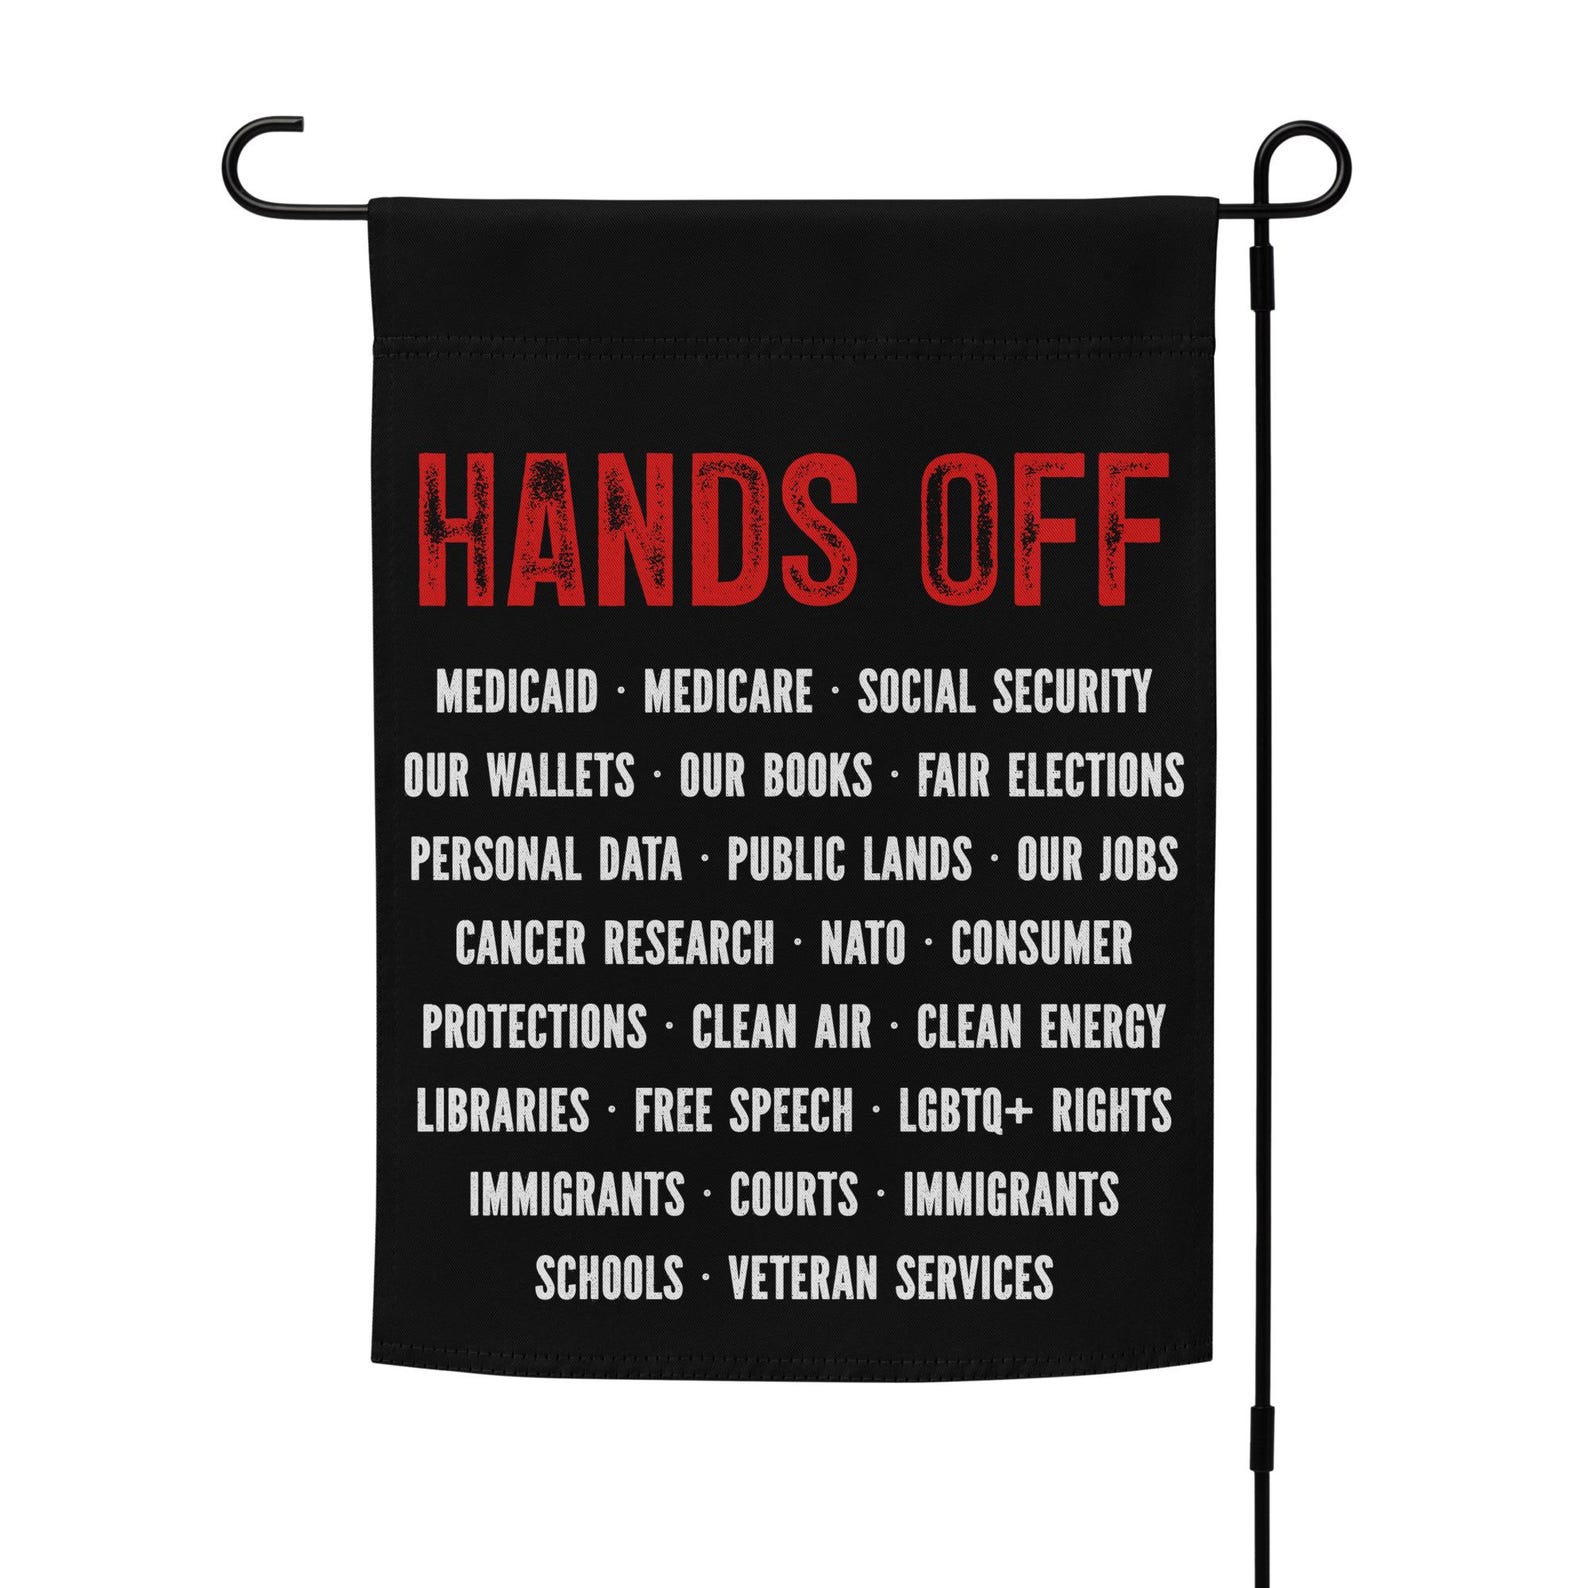 HANDS OFF
MEDICAID · MEDICARE · SOCIAL SECURITY
OUR WALLETS · OUR BOOKS · FAIR ELECTIONS
PERSONAL DATA · PUBLIC LANDS · OUR JOBS
CANCER RESEARCH · NATO · CONSUMER
PROTECTIONS · CLEAN AIR · CLEAN ENERGY
LIBRARIES · FREE SPEECH · LGBTQ+ RIGHTS
IMMIGRANTS · COURTS · IMMIGRANTS
SCHOOLS · VETERAN SERVICES